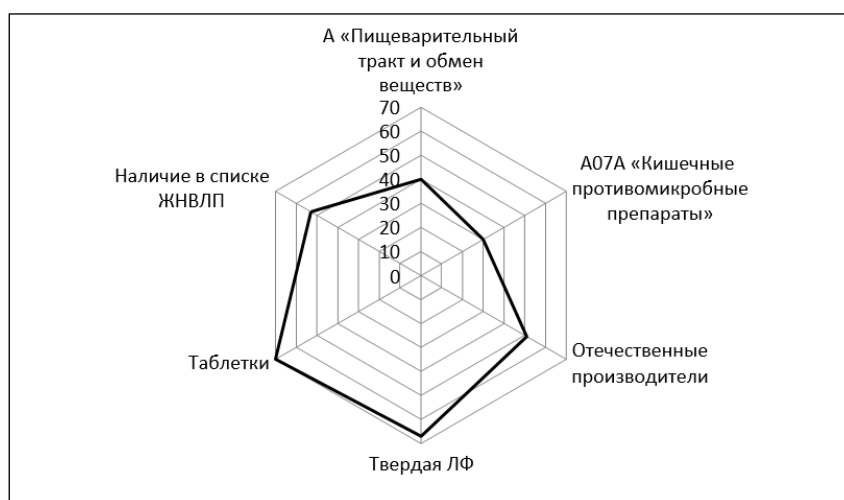 А «Пищеварительный
тракт и обмен
веществ»
70
60
50
40
30
20
10
0
А07А «Кишечные
противомикробные
препараты»
Отечественные
производители
Твердая ЛФ
Таблетки
Наличие в списке
ЖНВЛП